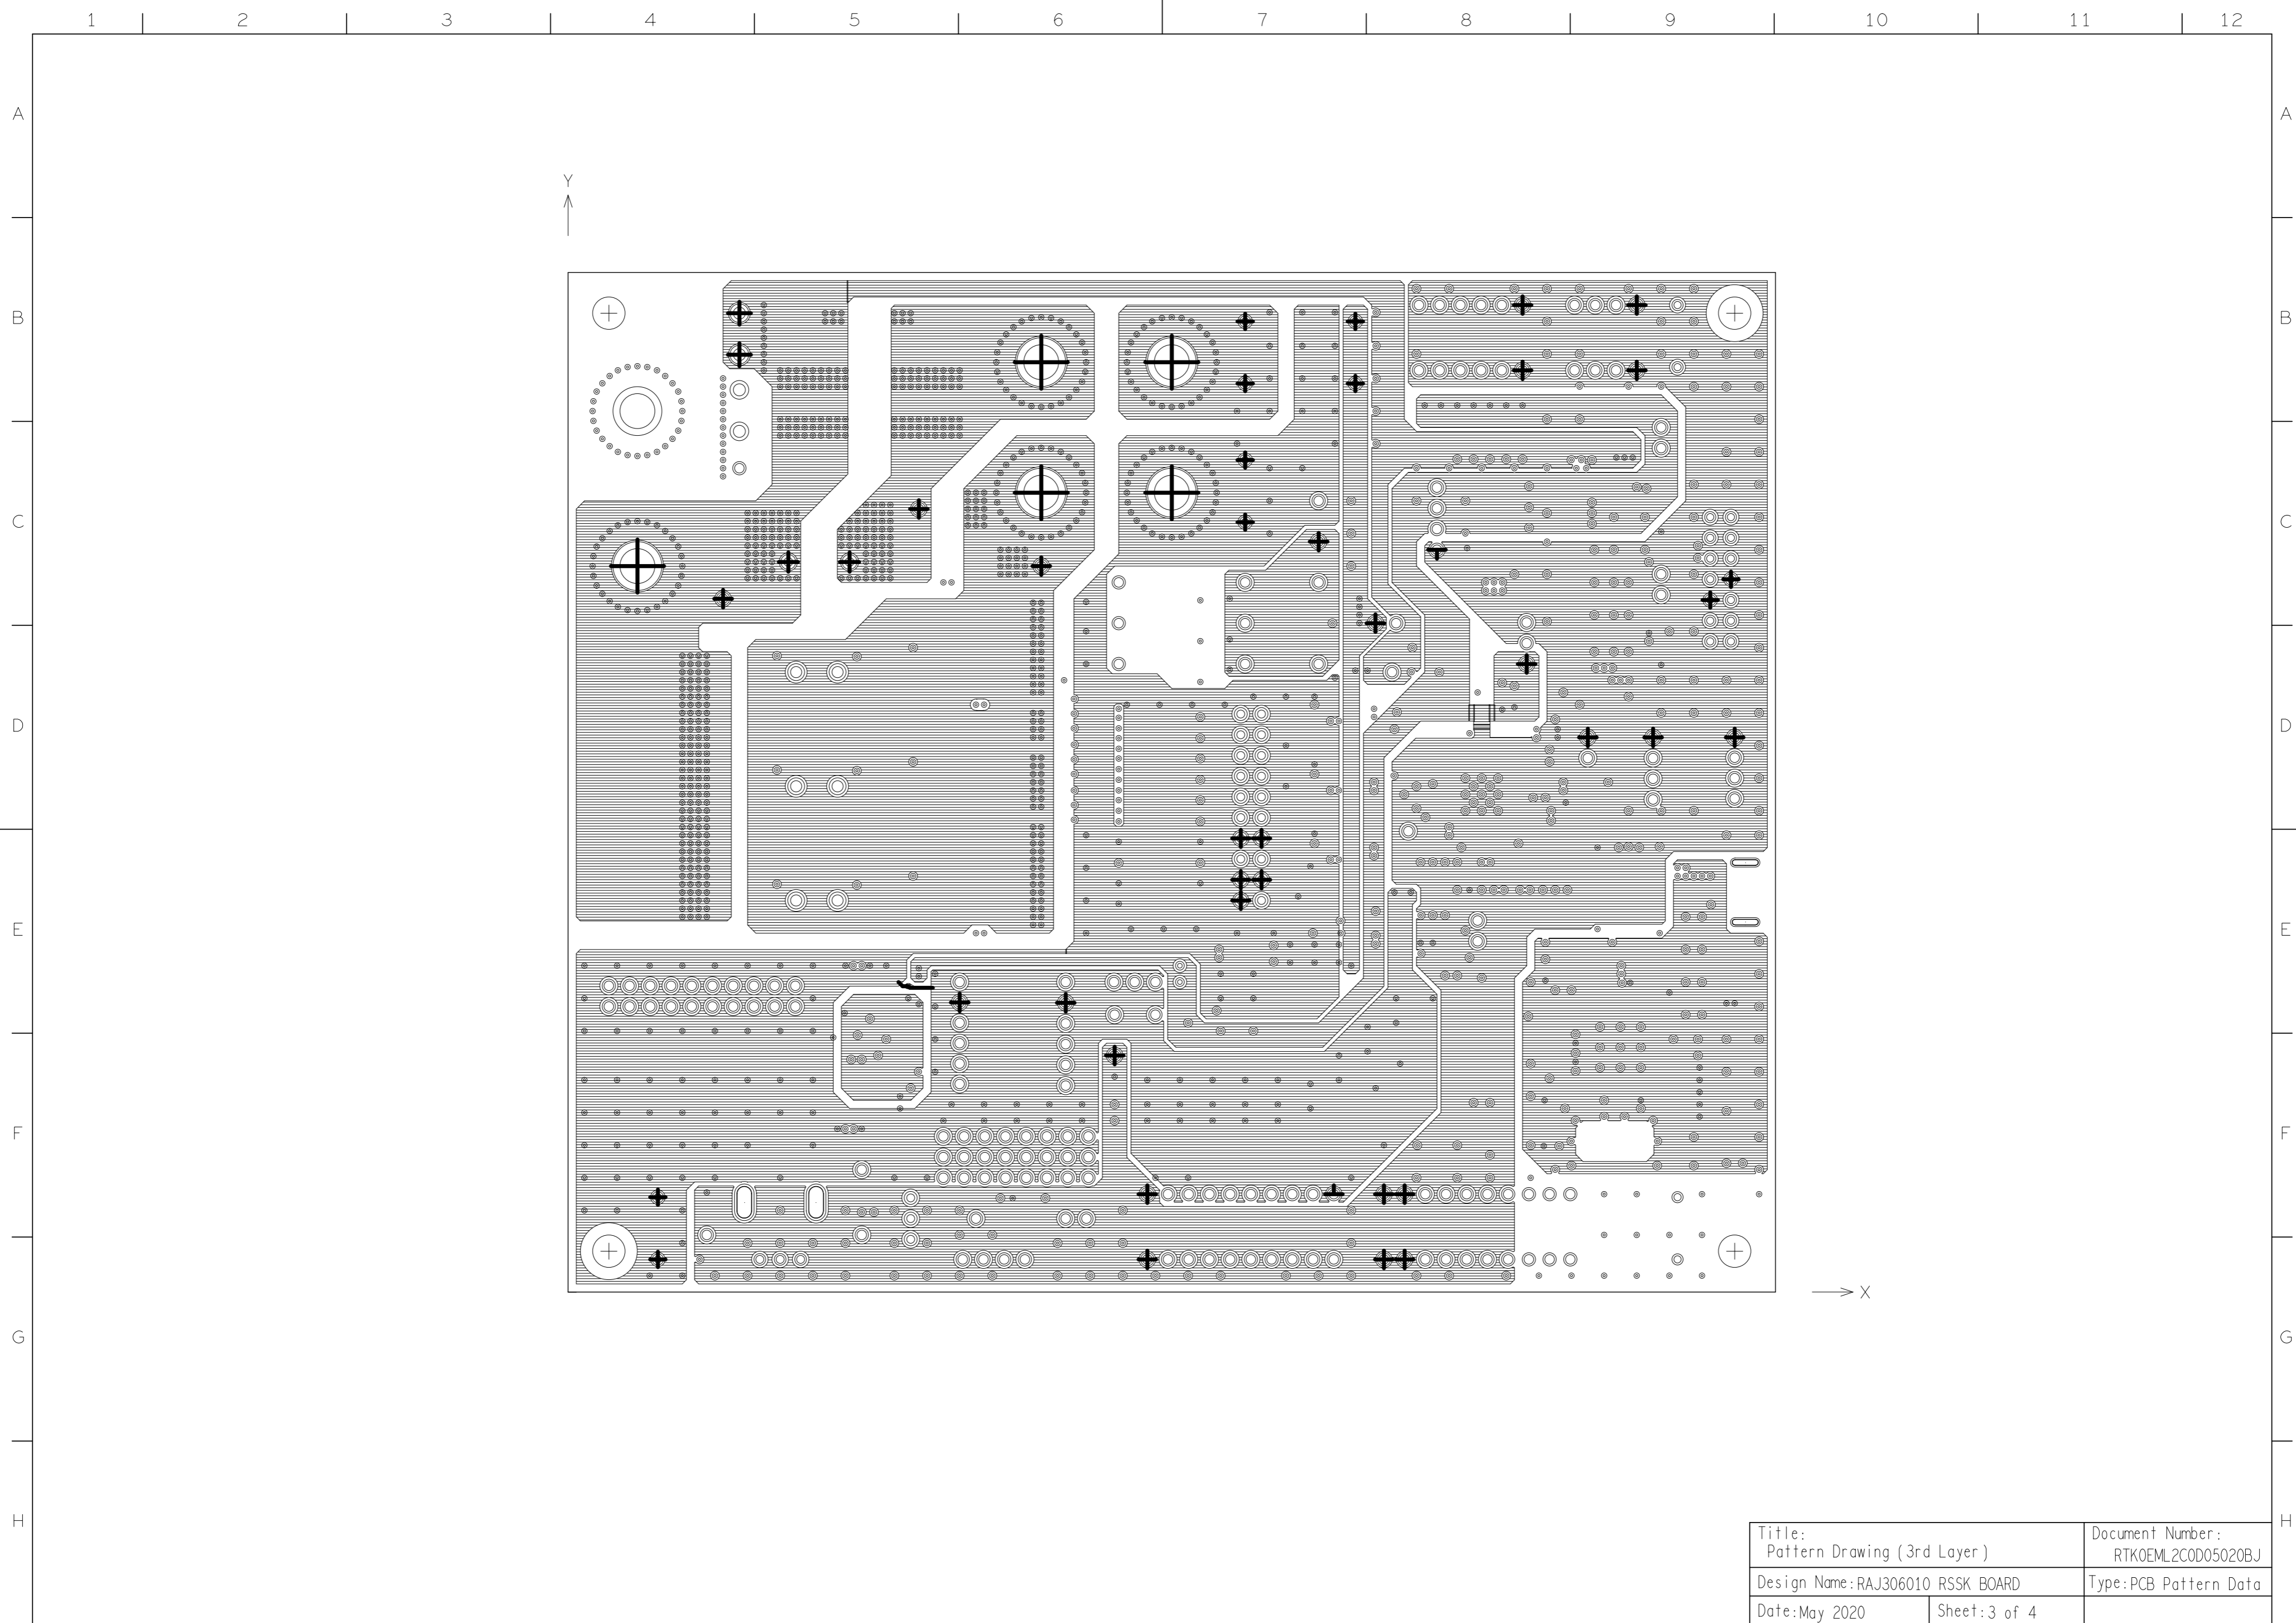 1 2 3 4 5 6 7 8 9 10 11 12
A A
Y
B B
C C
D D
E E
F F
X
G G
H H
Title:
Pattern Drawing (3rd Layer)
Document Number:
RTK0EML2C0D05020BJ
Design Name: RAJ306010 RSSK BOARD
Type: PCB Pattern Data
Date: May 2020
Sheet: 3 of 4